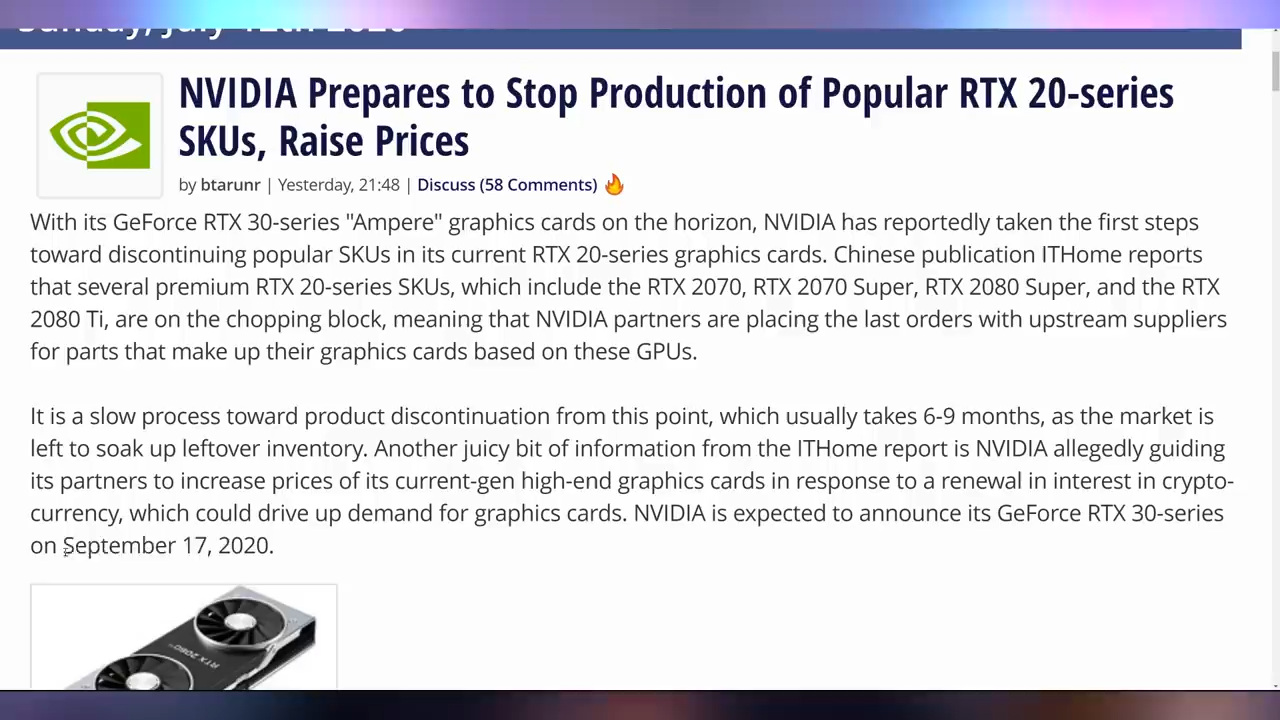 Sunday, July 12th 2020
NVIDIA Prepares to Stop Production of Popular RTX 20-series
SKUs, Raise Prices
by btarunr | Yesterday, 21:48 | Discuss (58 Comments)
With its GeForce RTX 30-series "Ampere" graphics cards on the horizon, NVIDIA has reportedly taken the first steps
toward discontinuing popular SKUs in its current RTX 20-series graphics cards. Chinese publication ITHome reports
that several premium RTX 20-series SKUs, which include the RTX 2070, RTX 2070 Super, RTX 2080 Super, and the RTX
2080 Ti, are on the chopping block, meaning that NVIDIA partners are placing the last orders with upstream suppliers
for parts that make up their graphics cards based on these GPUs.
It is a slow process toward product discontinuation from this point, which usually takes 6-9 months, as the market is
left to soak up leftover inventory. Another juicy bit of information from the ITHome report is NVIDIA allegedly guiding
its partners to increase prices of its current-gen high-end graphics cards in response to a renewal in interest in crypto-
currency, which could drive up demand for graphics cards. NVIDIA is expected to announce its GeForce RTX 30-series
on September 17, 2020.
RTX 2080